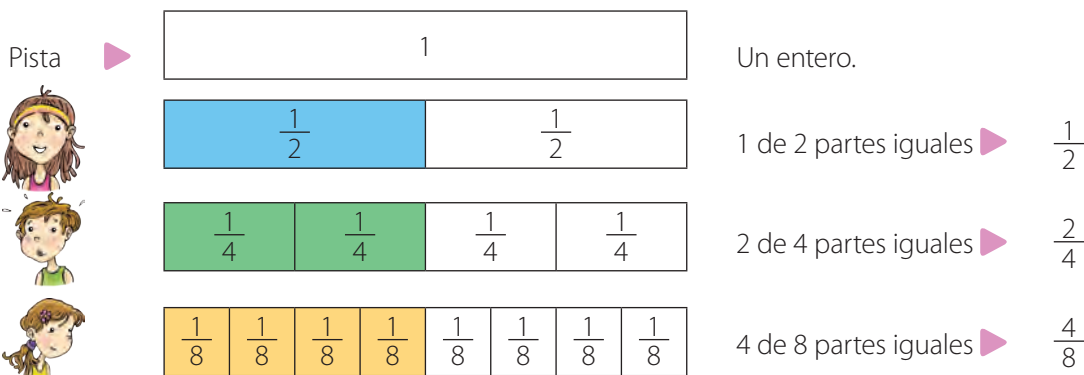 Pista 1 Un entero.
1/2 1/2 1 de 2 partes iguales 1/2
1/4 1/4 1/4 1/4 2 de 4 partes iguales 2/4
1/8 1/8 1/8 1/8 1/8 1/8 1/8 1/8 4 de 8 partes iguales 4/8